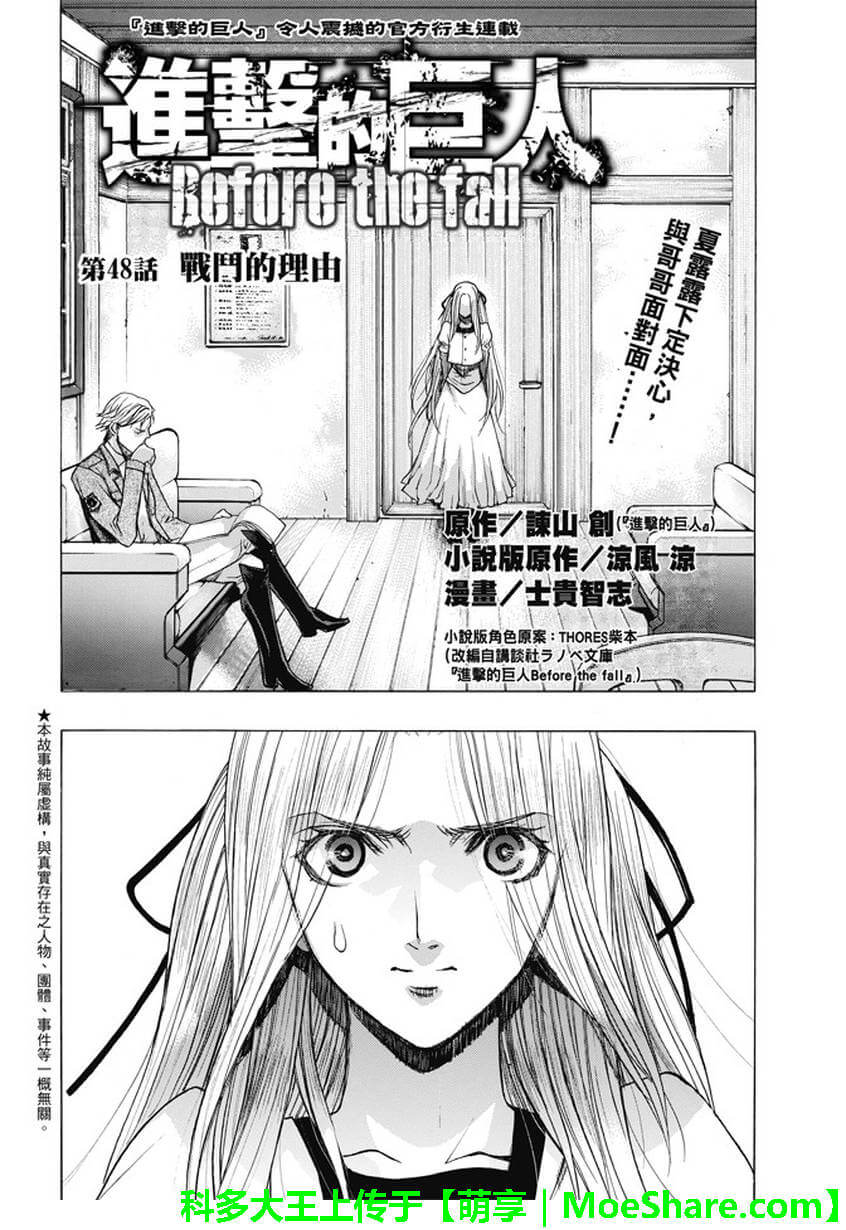 『進擊的巨人』令人震撼的官方衍生連載
進擊的巨人
Before the fall
第48話 戰鬥的理由
夏露露下定決心，
與哥哥面對面……！
原作／諫山 創(『進擊的巨人』)
小說版原作／涼風 涼
漫畫／士貴智志
小說版角色原案：THORES柴本
(改編自講談社ラノベ文庫
『進擊的巨人Before the fall』)
★本故事純屬虛構，與真實存在之人物、團體、事件等一概無關。
科多大王上传于【萌享｜MoeShare.com】